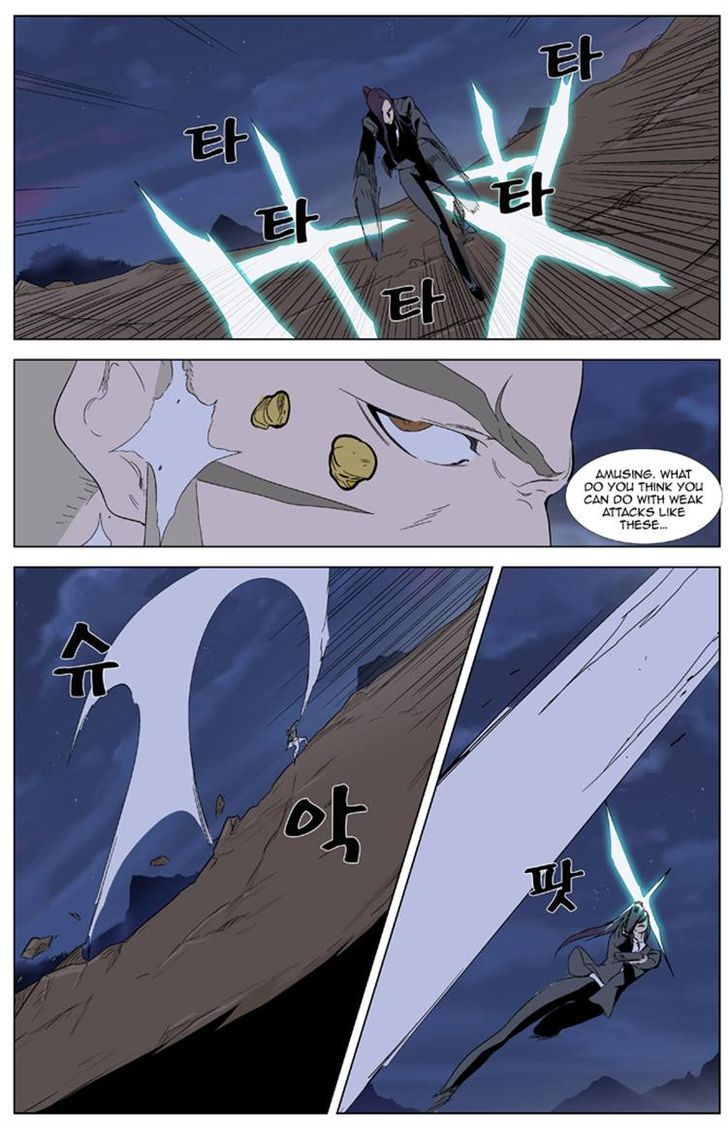 타
타
타
타
타
AMUSING. WHAT
DO YOU THINK YOU
CAN DO WITH WEAK
ATTACKS LIKE
THESE...
슈
악
팟